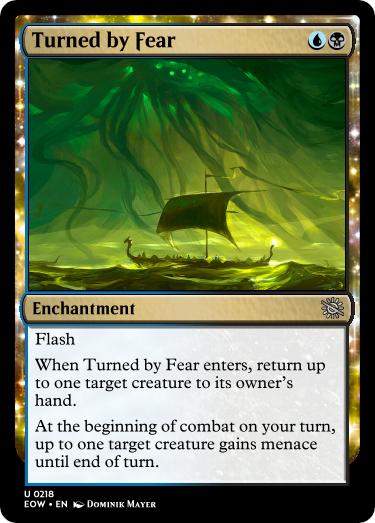 Turned by Fear
Enchantment
Flash
When Turned by Fear enters, return up
to one target creature to its owner's
hand.
At the beginning of combat on your turn,
up to one target creature gains menace
until end of turn.
U 0218
EOW • EN Dominik Mayer